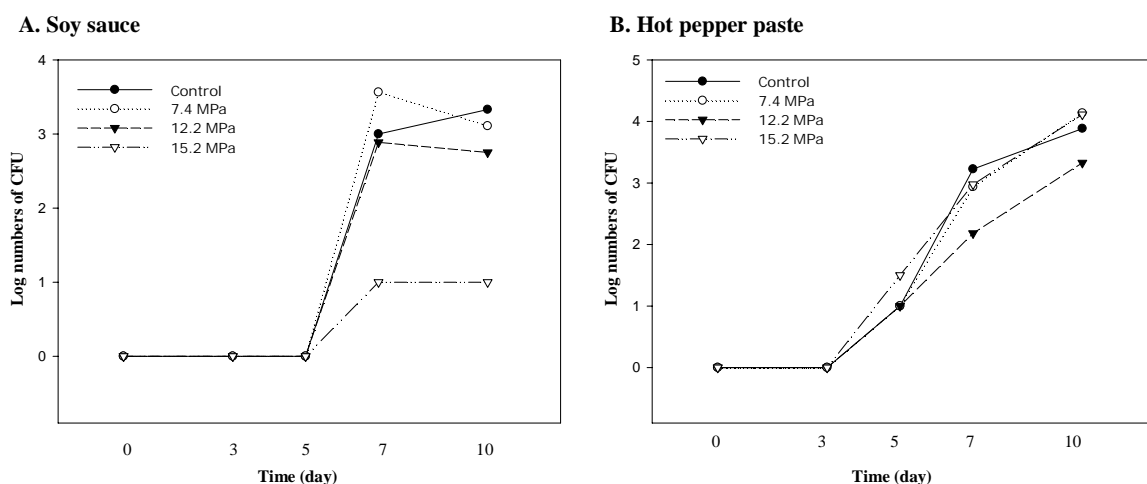 A. Soy sauce
4
3
2
1
0
Log numbers of CFU
Control
7.4 MPa
12.2 MPa
15.2 MPa
0 3 5 7 10
Time (day)
B. Hot pepper paste
5
4
3
2
1
0
Log numbers of CFU
Control
7.4 MPa
12.2 MPa
15.2 MPa
0 3 5 7 10
Time (day)